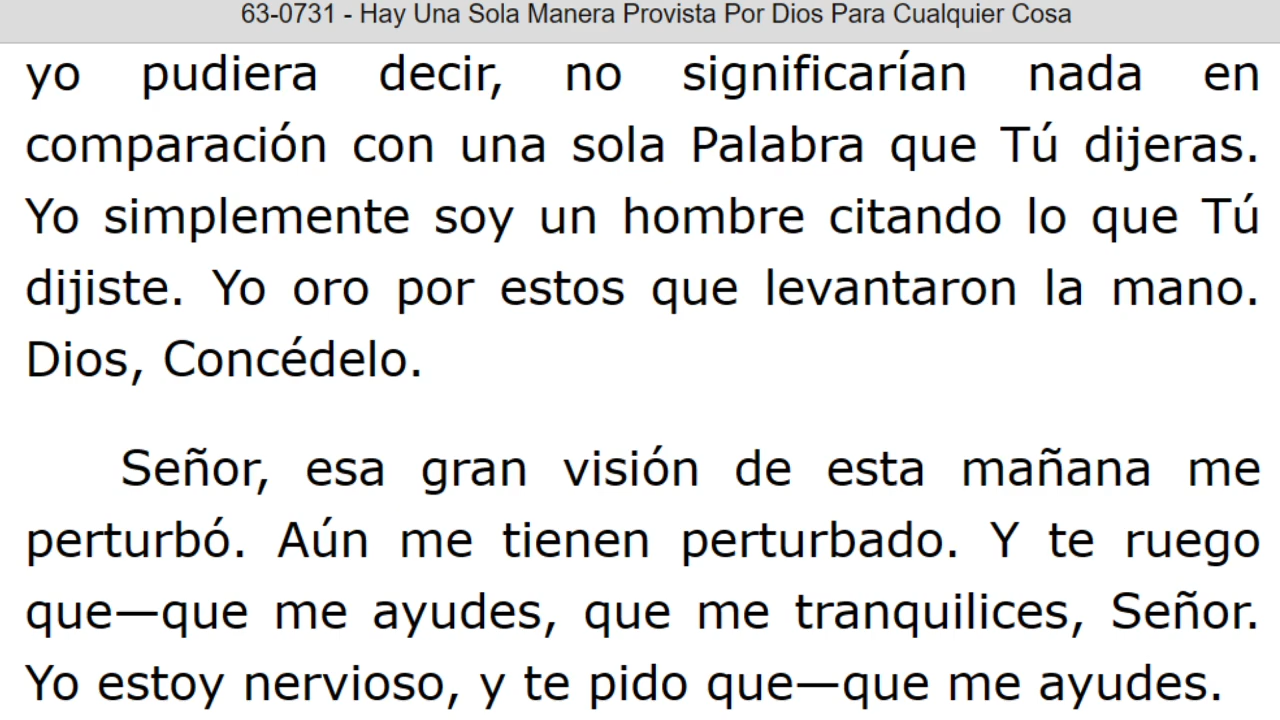 63-0731 - Hay Una Sola Manera Provista Por Dios Para Cualquier Cosa
yo pudiera decir, no significarían nada en
comparación con una sola Palabra que Tú dijeras.
Yo simplemente soy un hombre citando lo que Tú
dijiste. Yo oro por estos que levantaron la mano.
Dios, Concédelo.
Señor, esa gran visión de esta mañana me
perturbó. Aún me tienen perturbado. Y te ruego
que—que me ayudes, que me tranquilices, Señor.
Yo estoy nervioso, y te pido que—que me ayudes.